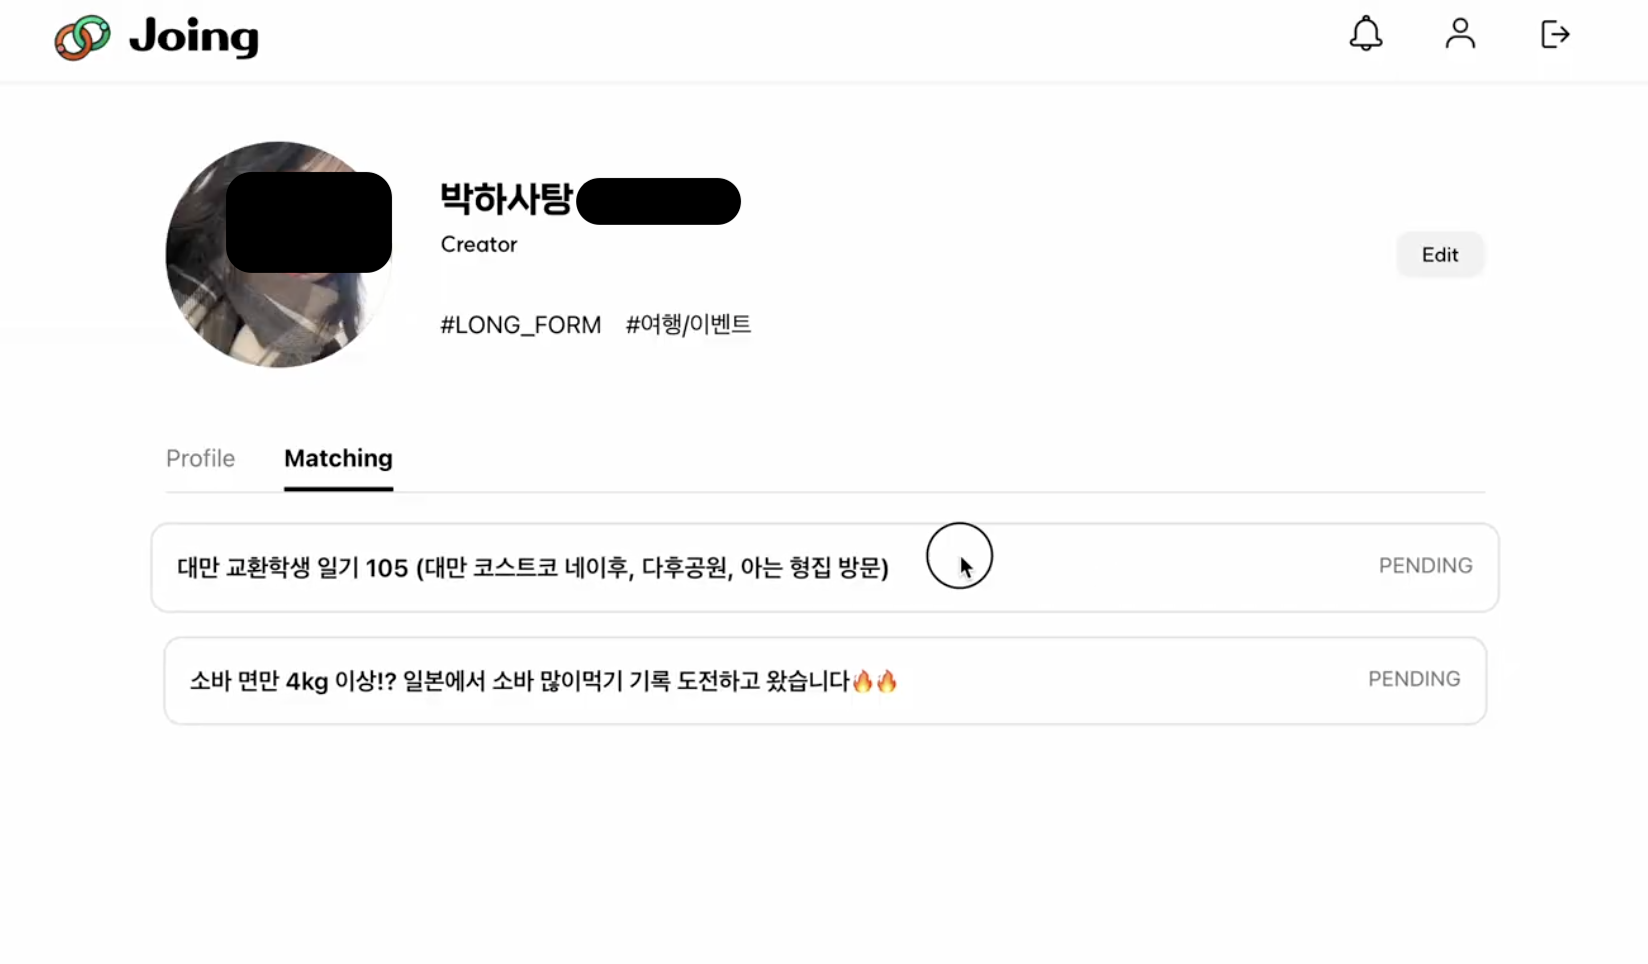 Joing
박하사탕
Creator
Edit
#LONG_FORM #여행/이벤트
Profile Matching
대만 교환학생 일기 105 (대만 코스트코 네이후, 다후공원, 아는 형집 방문) PENDING
소바 면만 4kg 이상!? 일본에서 소바 많이먹기 기록 도전하고 왔습니다🔥🔥 PENDING